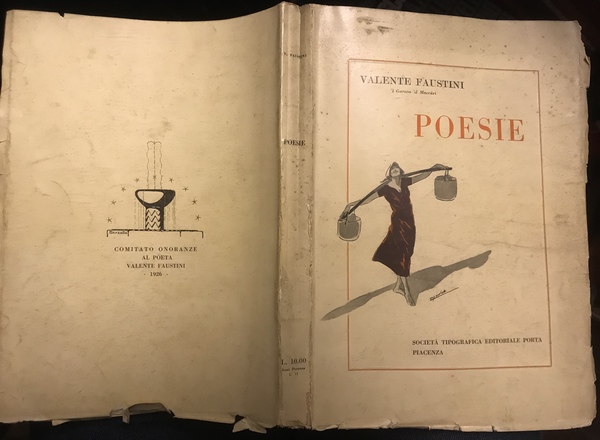 COMITATO ONORANZE
AL POETA
VALENTE FAUSTINI
- 1926 -
POESIE
L. 10.00
VALENTE FAUSTINI
POESIE
SOCIETÀ TIPOGRAFICA EDITORIALE PORTA
PIACENZA